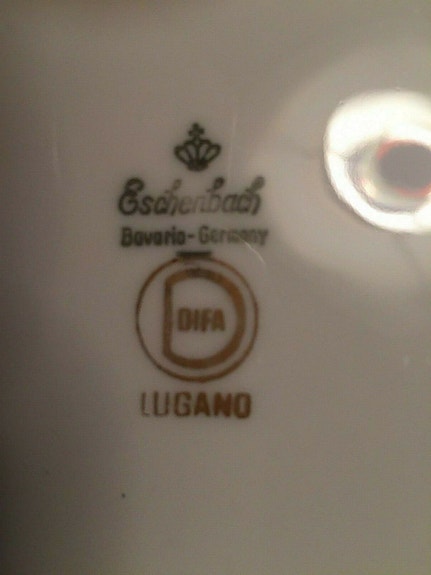 Eschenbach
Bavaria-Germany
DIFA
LUGANO